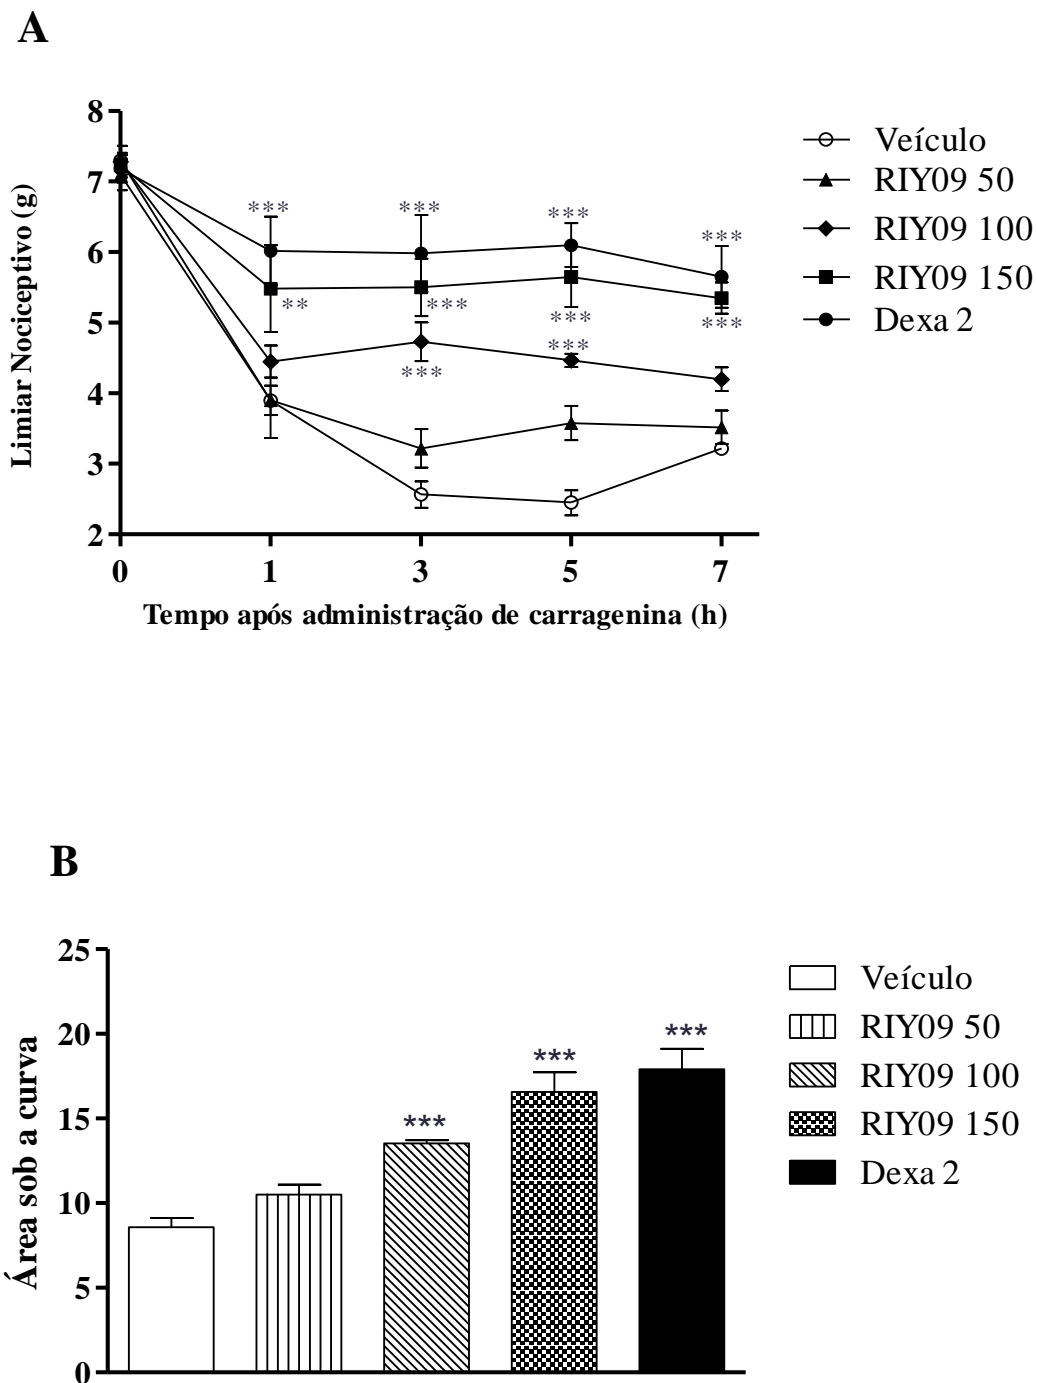 A
8
7
6
5
4
3
2
Limiar Nociceptivo (g)
***
***
***
***
**
***
***
***
***
***
0 1 3 5 7
Tempo após administração de carragenina (h)
Veículo
RIY09 50
RIY09 100
RIY09 150
Dexa 2
B
25
20
15
10
5
0
Área sob a curva
***
***
***
Veículo
RIY09 50
RIY09 100
RIY09 150
Dexa 2